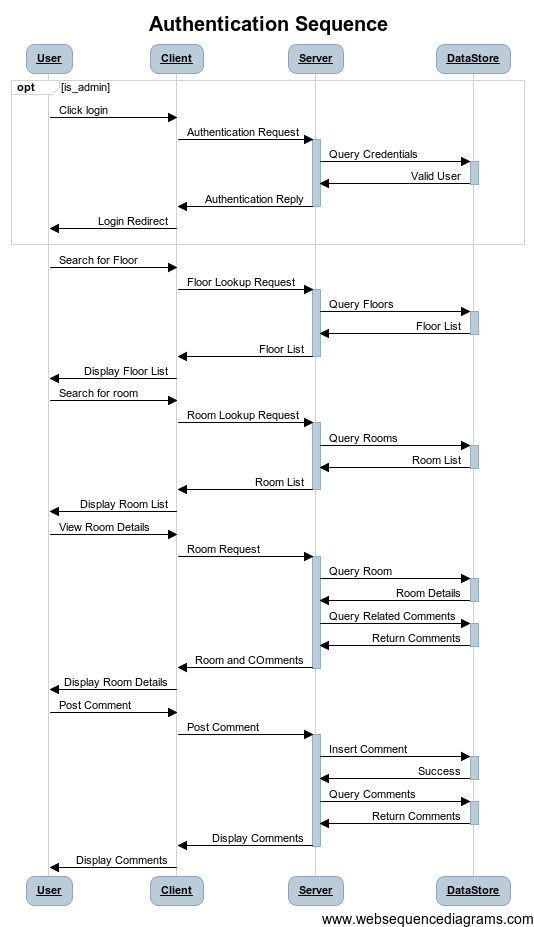 Authentication Sequence
User Client Server DataStore
opt [is_admin]
Click login
Authentication Request
Query Credentials
Valid User
Authentication Reply
Login Redirect
Search for Floor
Floor Lookup Request
Query Floors
Floor List
Floor List
Display Floor List
Search for room
Room Lookup Request
Query Rooms
Room List
Room List
Display Room List
View Room Details
Room Request
Query Room
Room Details
Query Related Comments
Return Comments
Room and COmments
Display Room Details
Post Comment
Post Comment
Insert Comment
Success
Query Comments
Return Comments
Display Comments
Display Comments
User Client Server DataStore
www.websequencediagrams.com